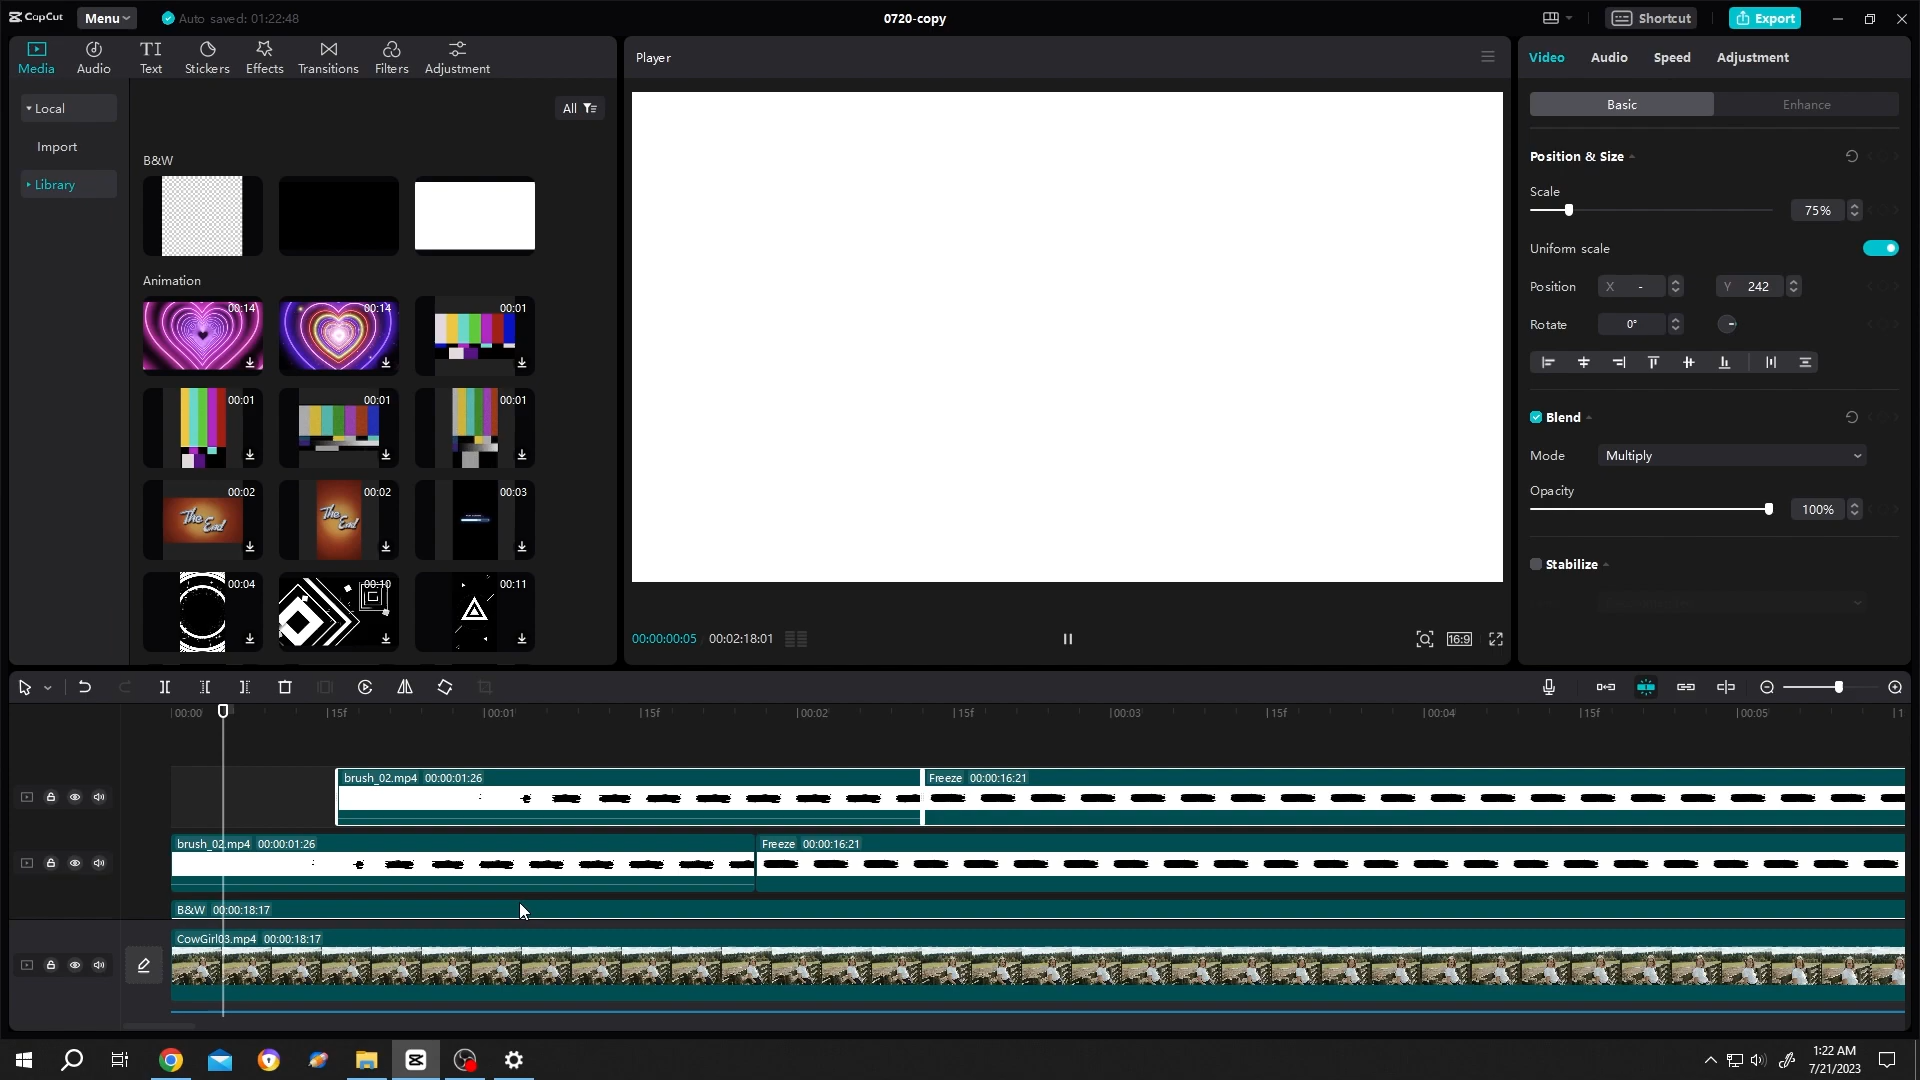 CapCut Menu Auto saved: 01:22:48 0720-copy Shortcut Export
Media Audio Text Stickers Effects Transitions Filters Adjustment
Local
Import
Library
All
B&W
Animation
00:14 00:14 00:01
00:01 00:01 00:01
The End 00:02 The End 00:02 00:03
00:04 00:10 00:11
Player
00:00:00:05 00:02:18:01 16:9
Video Audio Speed Adjustment
Basic Enhance
Position & Size
Scale
75%
Uniform scale
Position X - Y 242
Rotate 0°
Blend
Mode Multiply
Opacity
100%
Stabilize
00:00 15f 00:01 15f 00:02 15f 00:03 15f 00:04 15f 00:05 1
brush_02.mp4 00:00:01:26 Freeze 00:00:16:21
brush_02.mp4 00:00:01:26 Freeze 00:00:16:21
B&W 00:00:18:17
CowGirl03.mp4 00:00:18:17
1:22 AM
7/21/2023